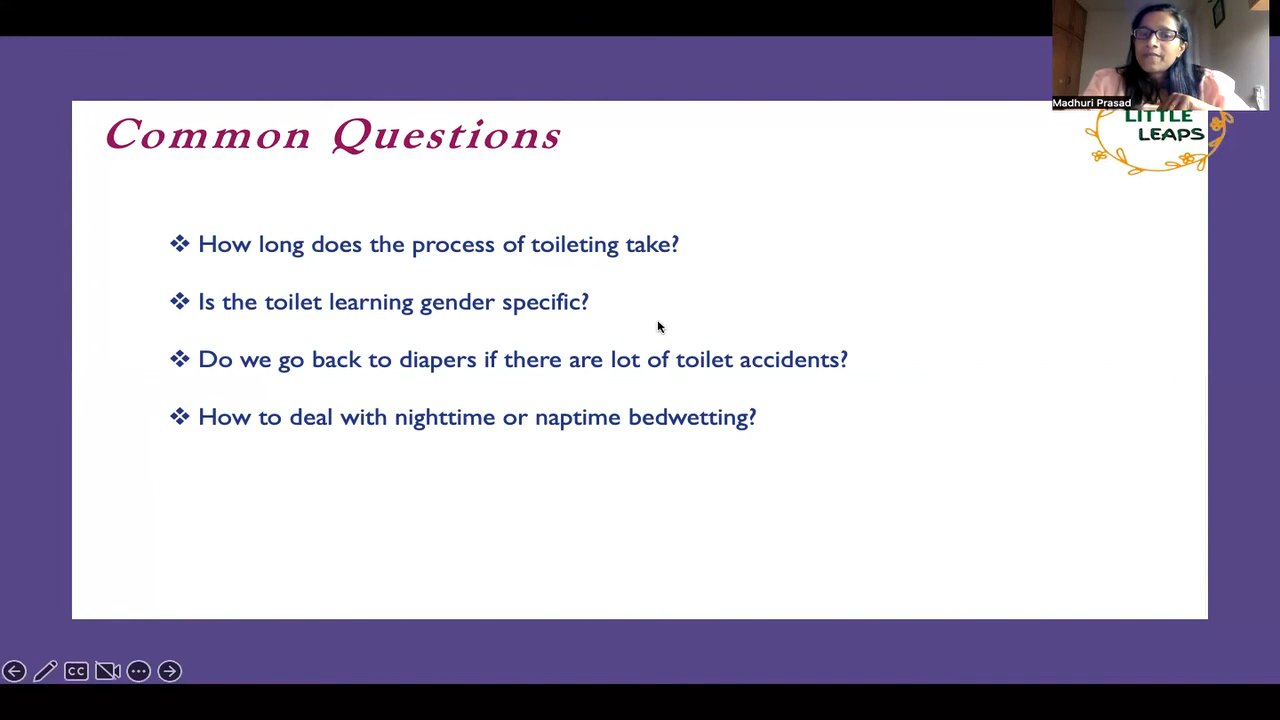 Madhuri Prasad
LITTLE
LEAPS
Common Questions
❖ How long does the process of toileting take?
❖ Is the toilet learning gender specific?
❖ Do we go back to diapers if there are lot of toilet accidents?
❖ How to deal with nighttime or naptime bedwetting?
CC